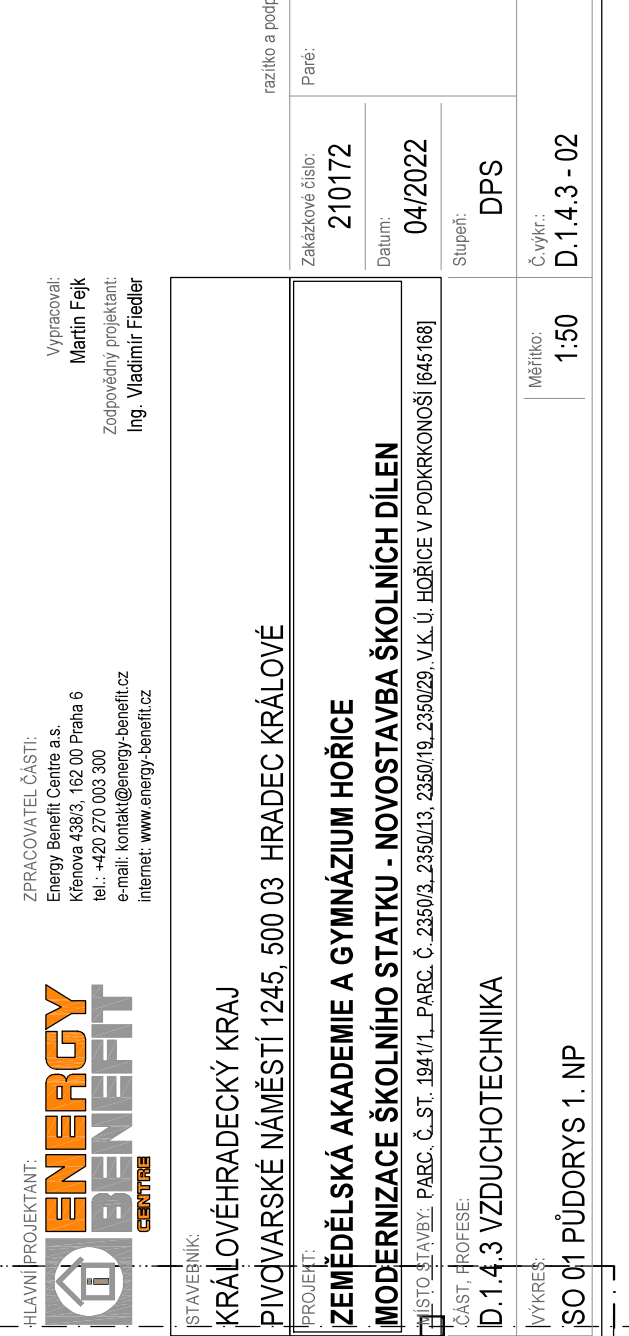 HLAVNÍ PROJEKTANT:
ENERGY
BENEFIT
CENTRE
ZPRACOVATEL ČÁSTI:
Energy Benefit Centre a.s.
Křenova 438/3, 162 00 Praha 6
tel.: +420 270 003 300
e-mail: kontakt@energy-benefit.cz
internet: www.energy-benefit.cz
Vypracoval:
Martin Fejk
Zodpovědný projektant:
Ing. Vladimír Fiedler
razítko a podp
STAVEBNÍK:
KRÁLOVÉHRADECKÝ KRAJ
PIVOVARSKÉ NÁMĚSTÍ 1245, 500 03 HRADEC KRÁLOVÉ
PROJEKT:
ZEMĚDĚLSKÁ AKADEMIE A GYMNÁZIUM HOŘICE
MODERNIZACE ŠKOLNÍHO STATKU - NOVOSTAVBA ŠKOLNÍCH DÍLEN
MÍSTO STAVBY: PARC. Č. ST. 1941/1, PARC. Č. 2350/3, 2350/13, 2350/19, 2350/29, V K. Ú. HOŘICE V PODKRKONOŠÍ [645168]
Zakázkové číslo:
210172
Paré:
Datum:
04/2022
ČÁST, PROFESE:
D.1.4.3 VZDUCHOTECHNIKA
Stupeň:
DPS
VÝKRES:
SO 01 PŮDORYS 1. NP
Měřítko:
1:50
Č.výkr.:
D.1.4.3 - 02